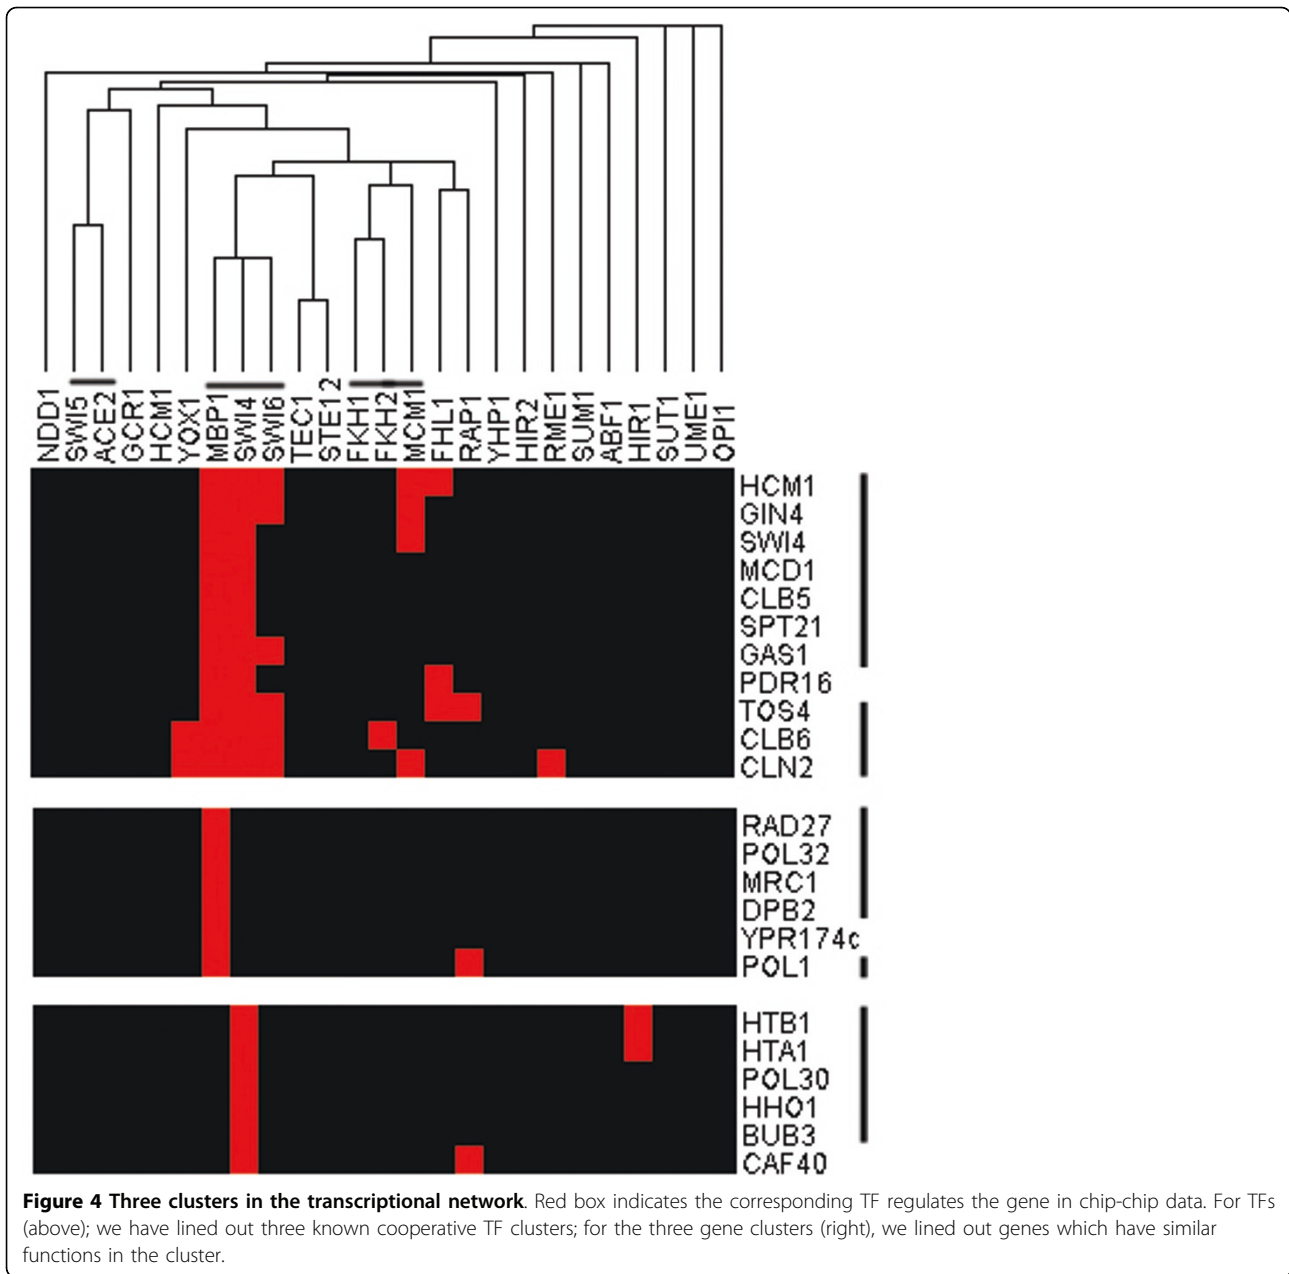 NDD1
SWI5
ACE2
GCR1
HCM1
YOX1
MBP1
SWI4
SWI6
TEC1
STE12
FKH1
FKH2
MCM1
FHL1
RAP1
YHP1
HIR2
RME1
SUM1
ABF1
HIR1
SUT1
UME1
OPI1
HCM1
GIN4
SWI4
MCD1
CLB5
SPT21
GAS1
PDR16
TOS4
CLB6
CLN2
RAD27
POL32
MRC1
DPB2
YPR174c
POL1
HTB1
HTA1
POL30
HHO1
BUB3
CAF40
Figure 4 Three clusters in the transcriptional network. Red box indicates the corresponding TF regulates the gene in chip-chip data. For TFs
(above); we have lined out three known cooperative TF clusters; for the three gene clusters (right), we lined out genes which have similar
functions in the cluster.